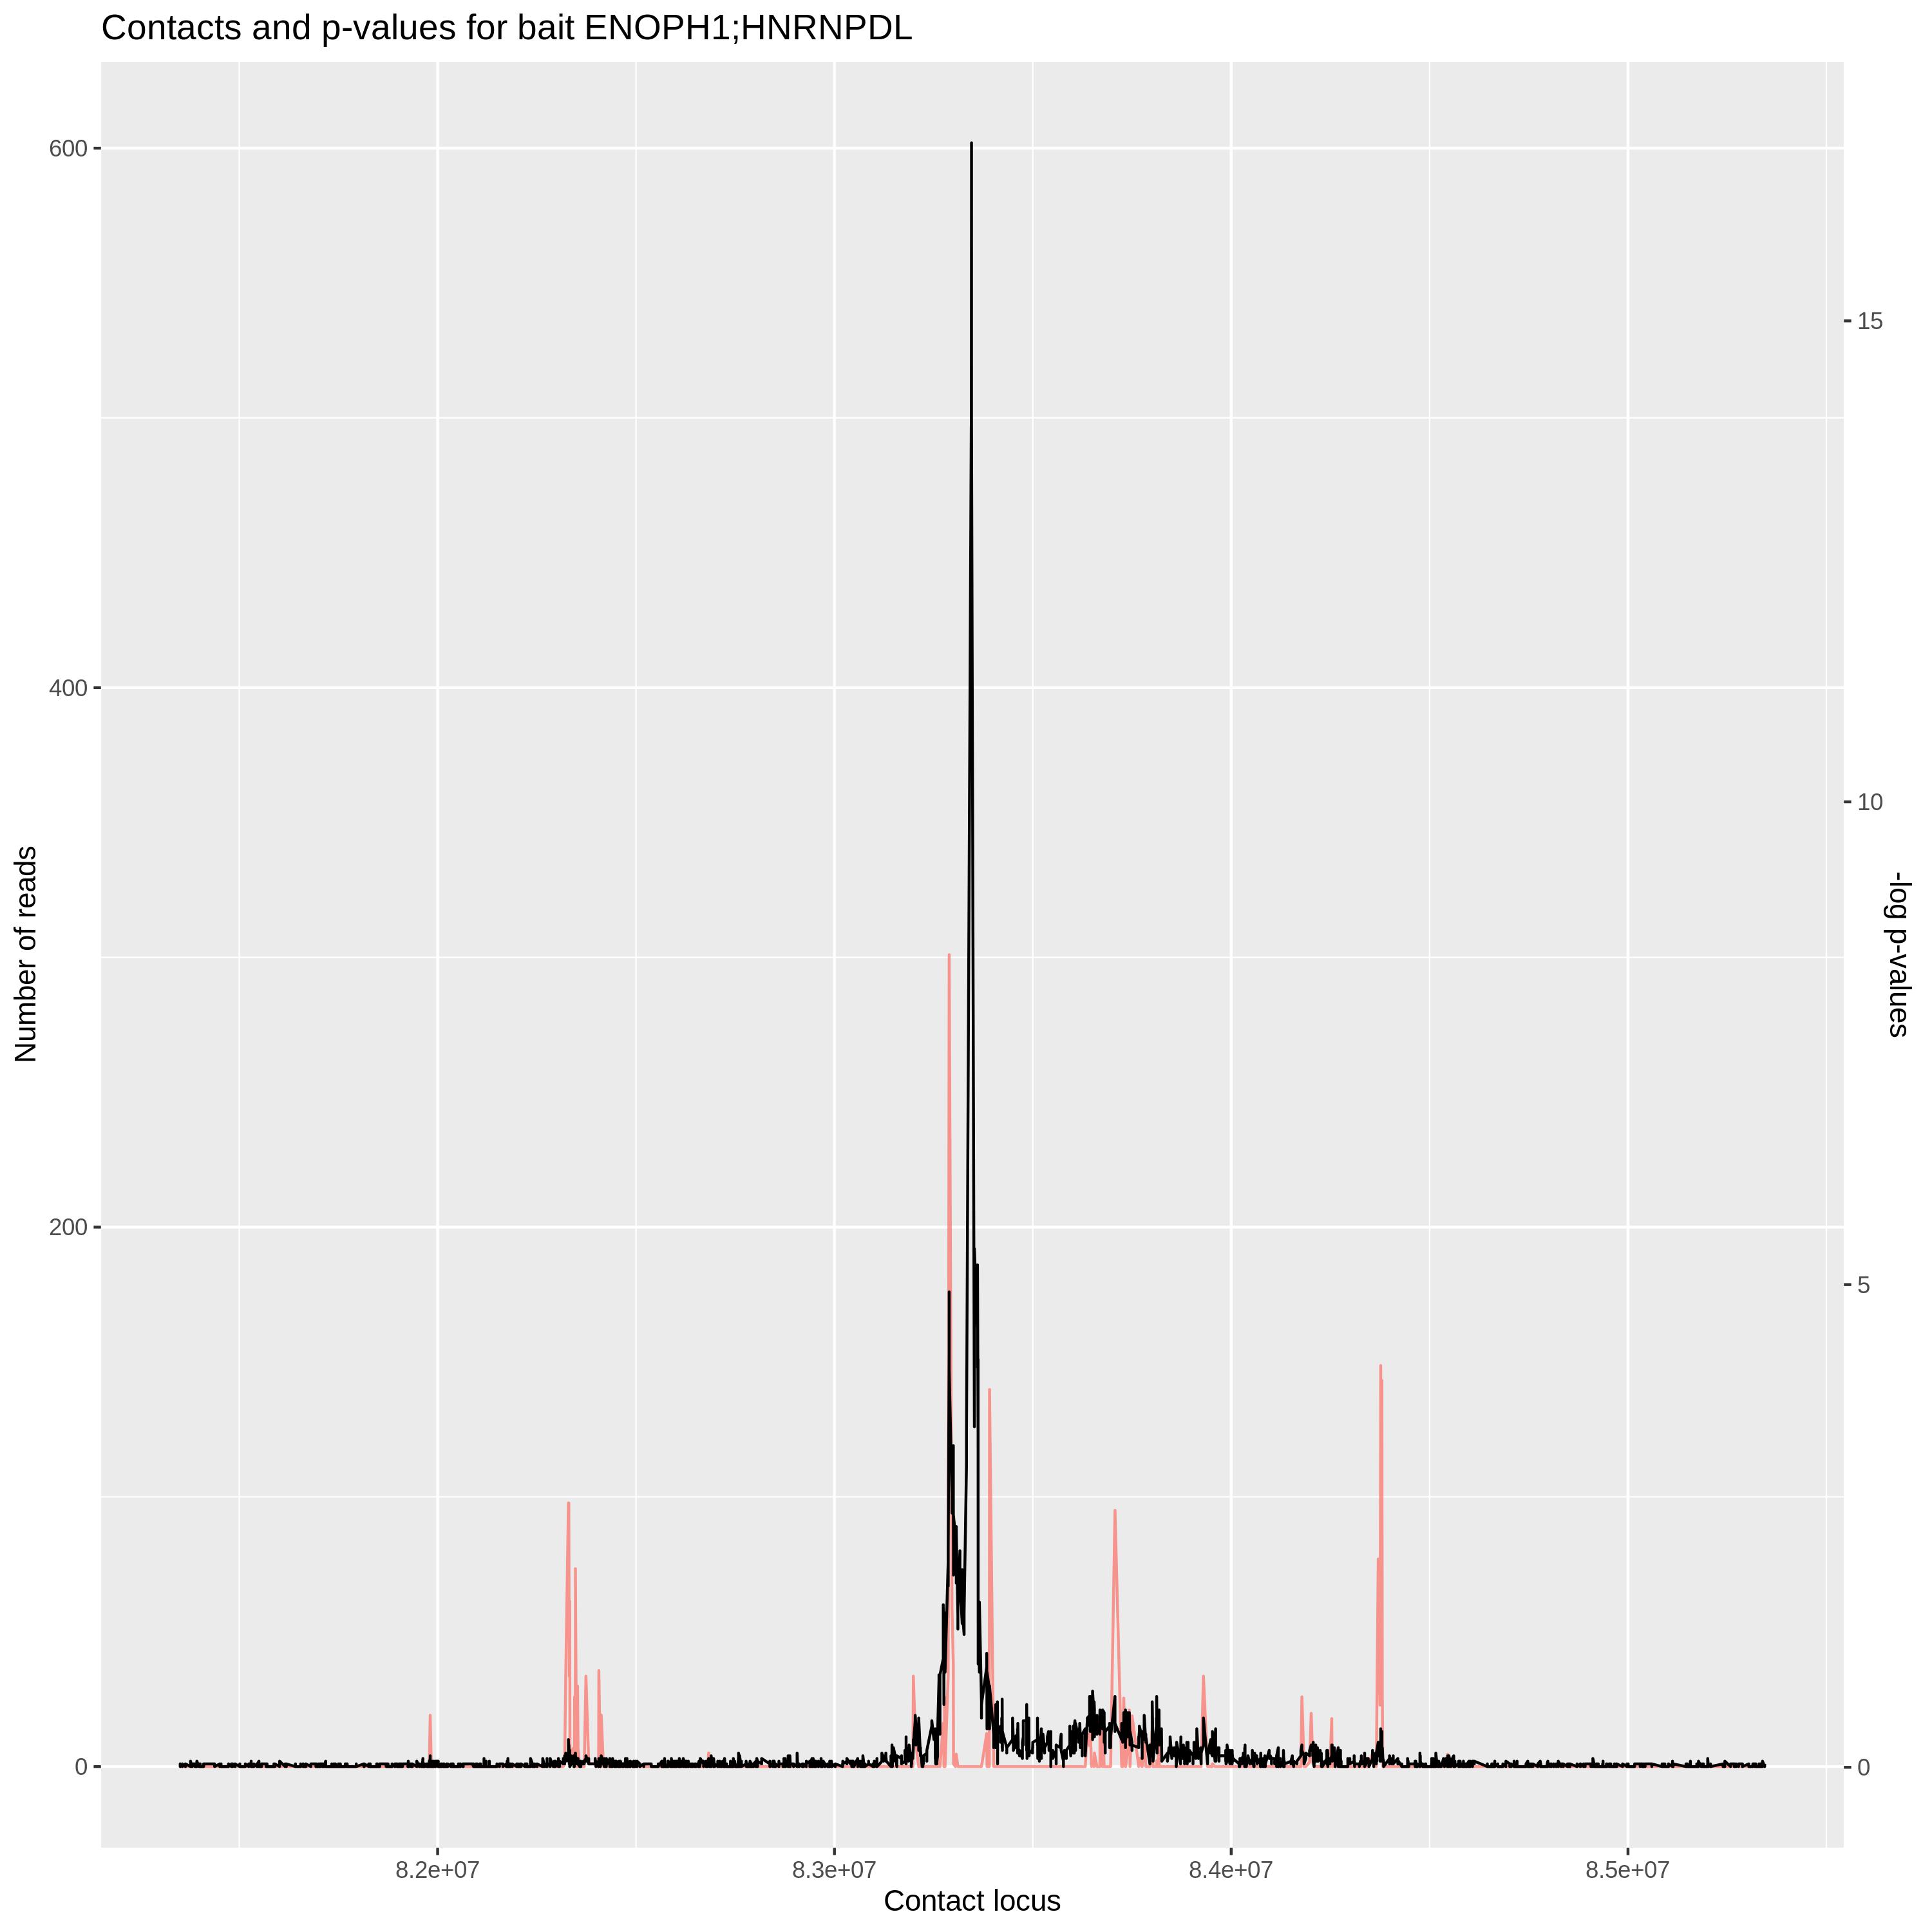 Contacts and p-values for bait ENOPH1;HNRNPDL
600
400
200
0
Number of reads
15
10
5
0
-log p-values
8.2e+07 8.3e+07 8.4e+07 8.5e+07
Contact locus